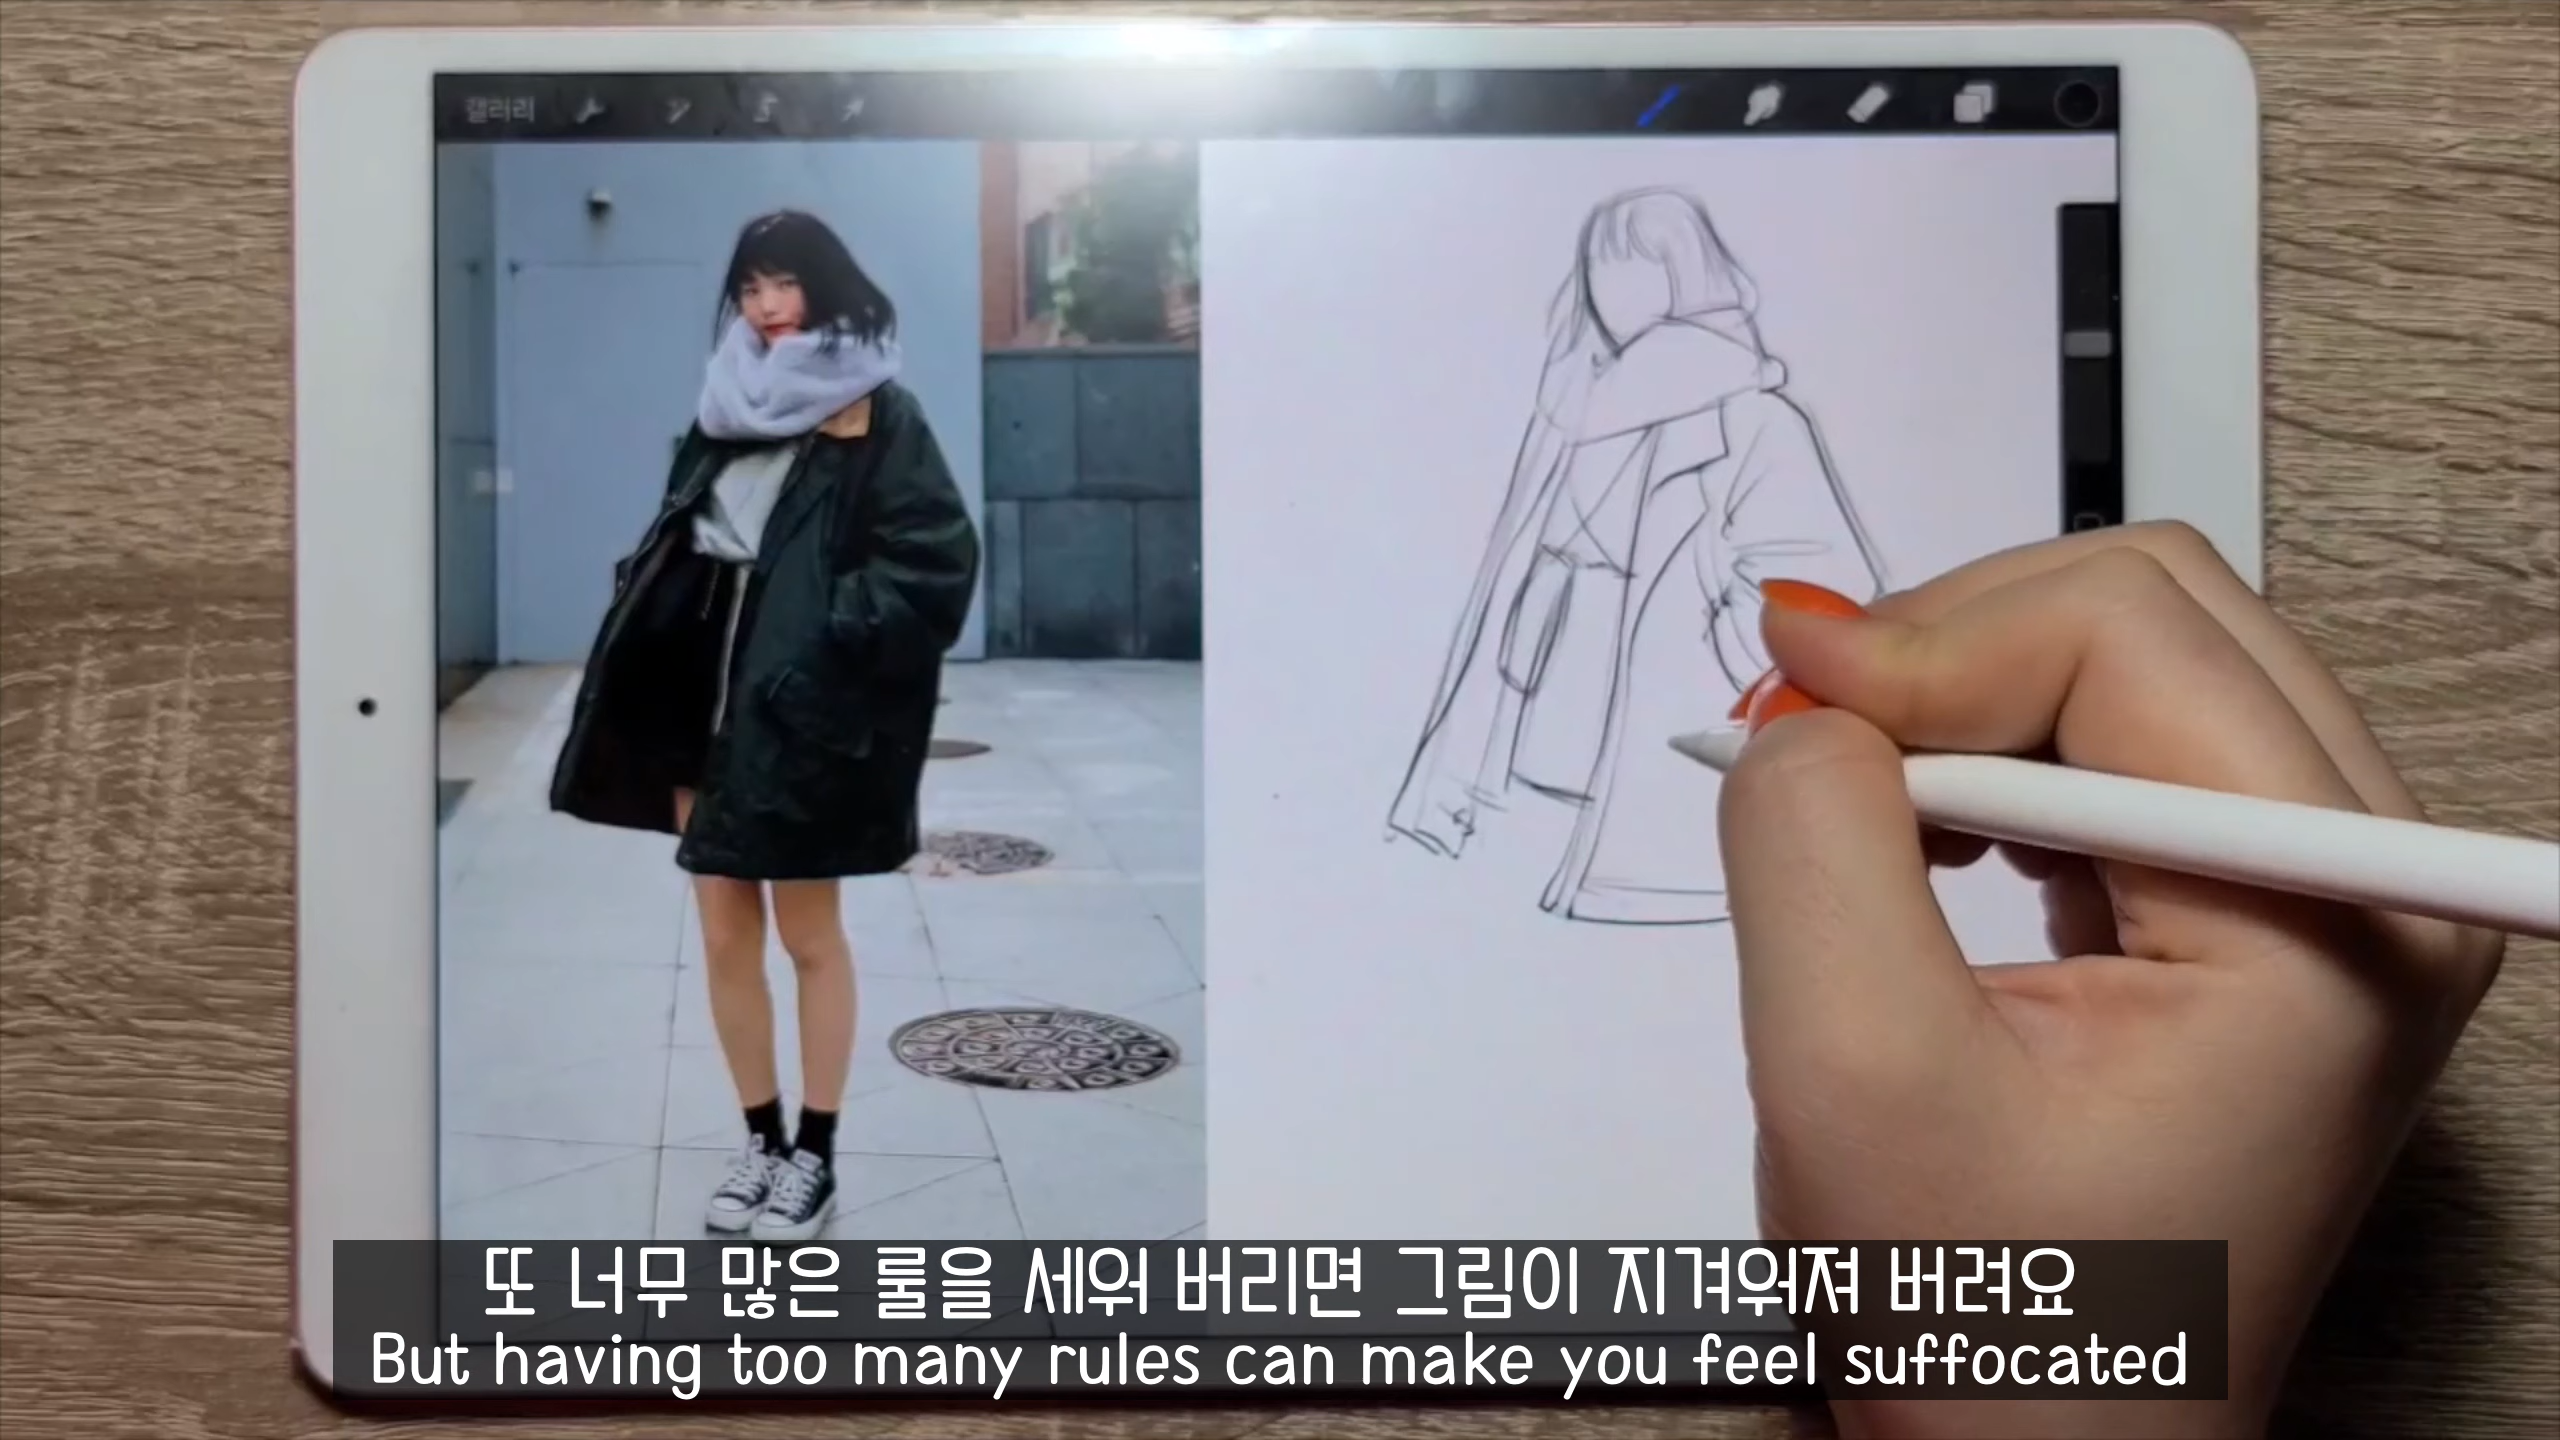 갤러리
또 너무 많은 룰을 세워 버리면 그림이 지겨워져 버려요
But having too many rules can make you feel suffocated